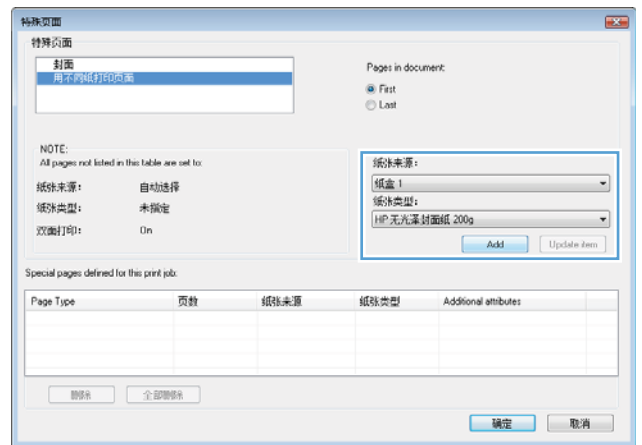 特殊页面
特殊页面
封面
用不同纸打印页面
Pages in document:
First
Last
NOTE:
All pages not listed in this table are set to:
纸张来源： 自动选择
纸张类型： 未指定
双面打印： On
纸张来源：
纸盒 1
纸张类型：
HP 无光泽封面纸 200g
Add Update item
Special pages defined for this print job:
Page Type 页数 纸张来源 纸张类型 Additional attributes
删除 全部删除
确定 取消